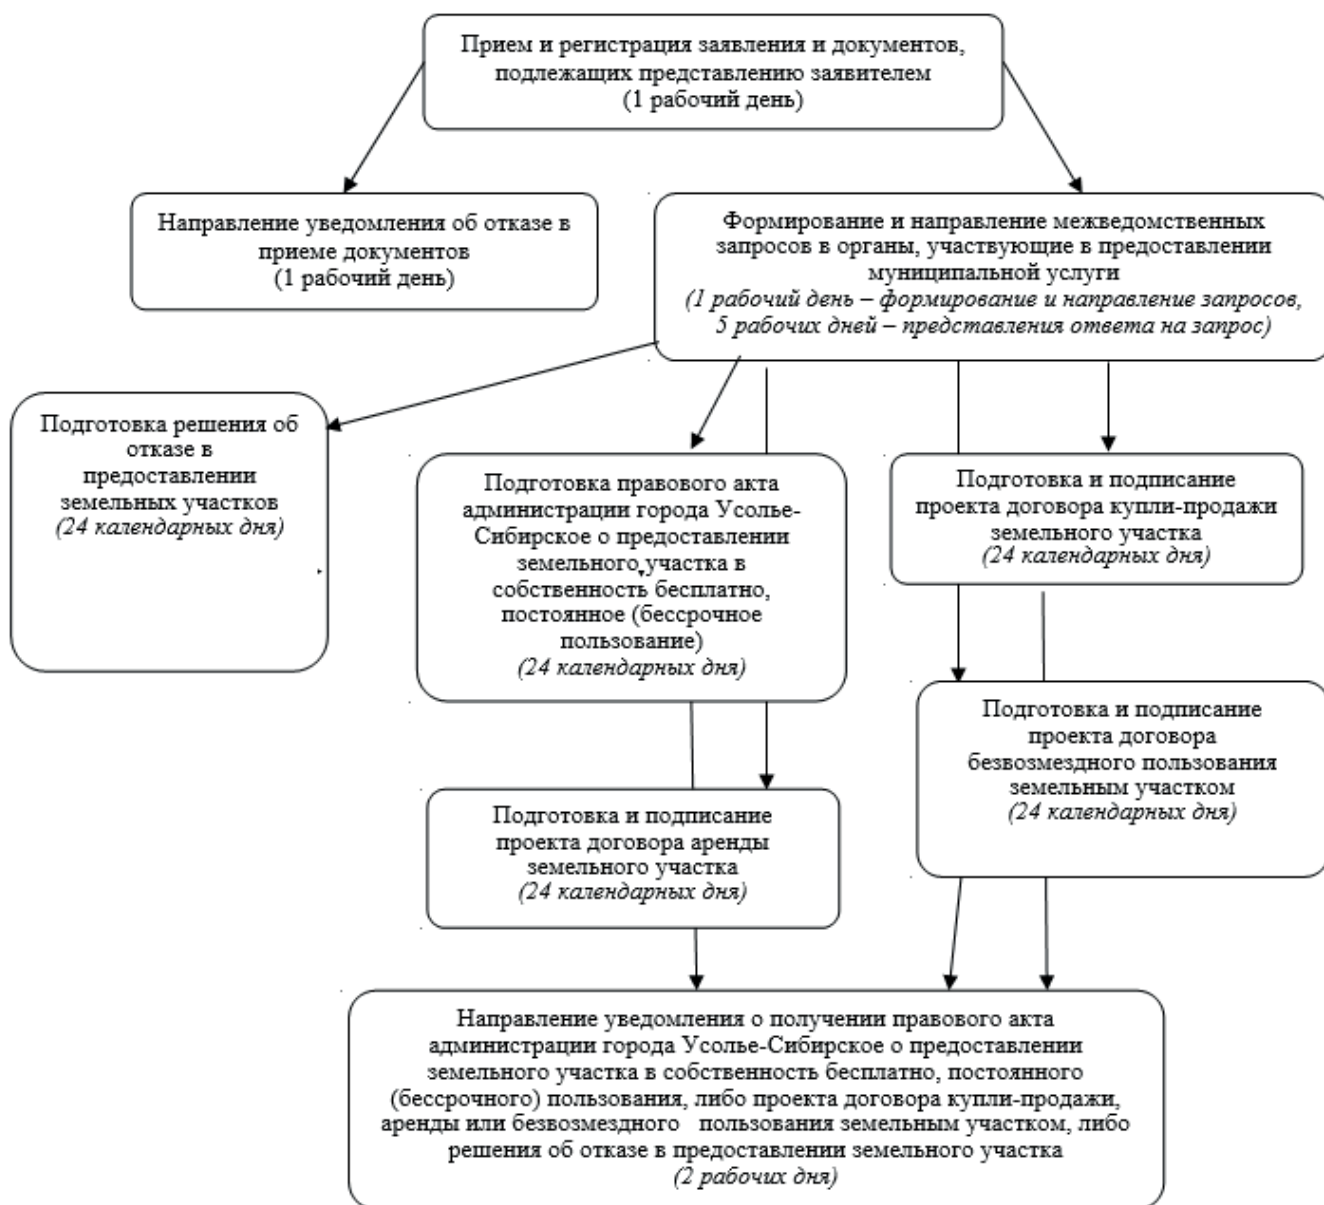 Прием и регистрация заявления и документов,
подлежащих представлению заявителем
(1 рабочий день)
Направление уведомления об отказе в
приеме документов
(1 рабочий день)
Формирование и направление межведомственных
запросов в органы, участвующие в предоставлении
муниципальной услуги
(1 рабочий день – формирование и направление запросов,
5 рабочих дней – представления ответа на запрос)
Подготовка решения об
отказе в
предоставлении
земельных участков
(24 календарных дня)
Подготовка правового акта
администрации города Усолье-
Сибирское о предоставлении
земельного участка в
собственность бесплатно,
постоянное (бессрочное
пользование)
(24 календарных дня)
Подготовка и подписание
проекта договора купли-продажи
земельного участка
(24 календарных дня)
Подготовка и подписание
проекта договора
безвозмездного пользования
земельным участком
(24 календарных дня)
Подготовка и подписание
проекта договора аренды
земельного участка
(24 календарных дня)
Направление уведомления о получении правового акта
администрации города Усолье-Сибирское о предоставлении
земельного участка в собственность бесплатно, постоянного
(бессрочного) пользования, либо проекта договора купли-продажи,
аренды или безвозмездного пользования земельным участком, либо
решения об отказе в предоставлении земельного участка
(2 рабочих дня)